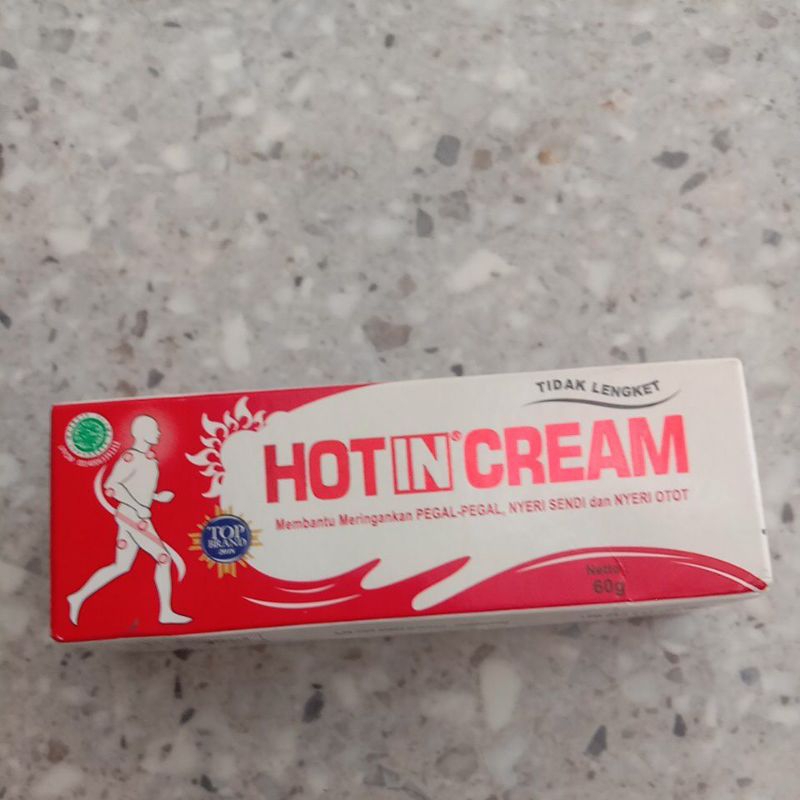 TIDAK LENGKET
HOT IN® CREAM
Membantu Meringankan PEGAL-PEGAL, NYERI SENDI dan NYERI OTOT
TOP
BRAND
Netto :
60g